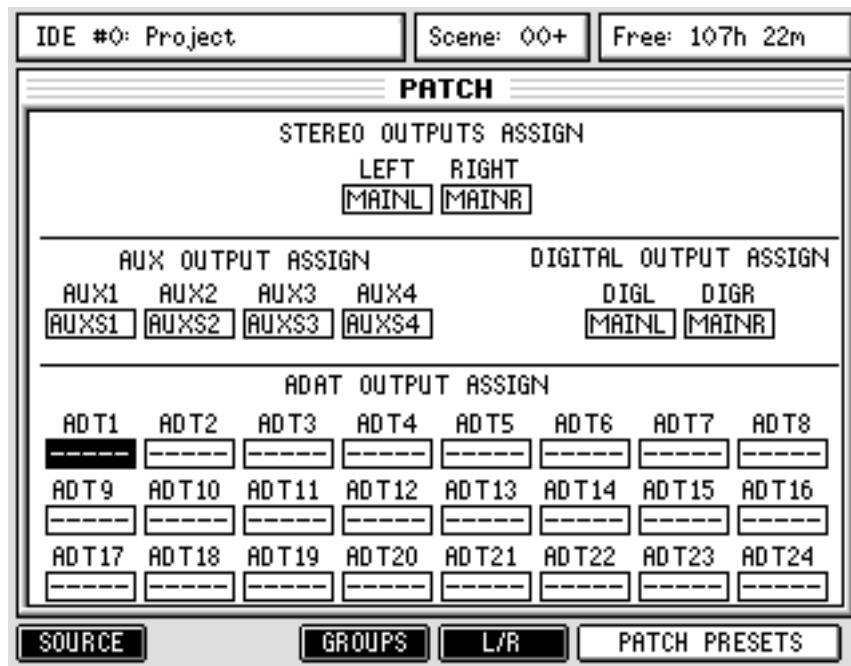 IDE #0: Project Scene: 00+ Free: 107h 22m
PATCH
STEREO OUTPUTS ASSIGN
LEFT RIGHT
MAINL MAINR
AUX OUTPUT ASSIGN DIGITAL OUTPUT ASSIGN
AUX1 AUX2 AUX3 AUX4 DIGL DIGR
AUXS1 AUXS2 AUXS3 AUXS4 MAINL MAINR
ADAT OUTPUT ASSIGN
ADT1 ADT2 ADT3 ADT4 ADT5 ADT6 ADT7 ADT8
----- ----- ----- ----- ----- ----- ----- -----
ADT9 ADT10 ADT11 ADT12 ADT13 ADT14 ADT15 ADT16
----- ----- ----- ----- ----- ----- ----- -----
ADT17 ADT18 ADT19 ADT20 ADT21 ADT22 ADT23 ADT24
----- ----- ----- ----- ----- ----- ----- -----
SOURCE GROUPS L/R PATCH PRESETS